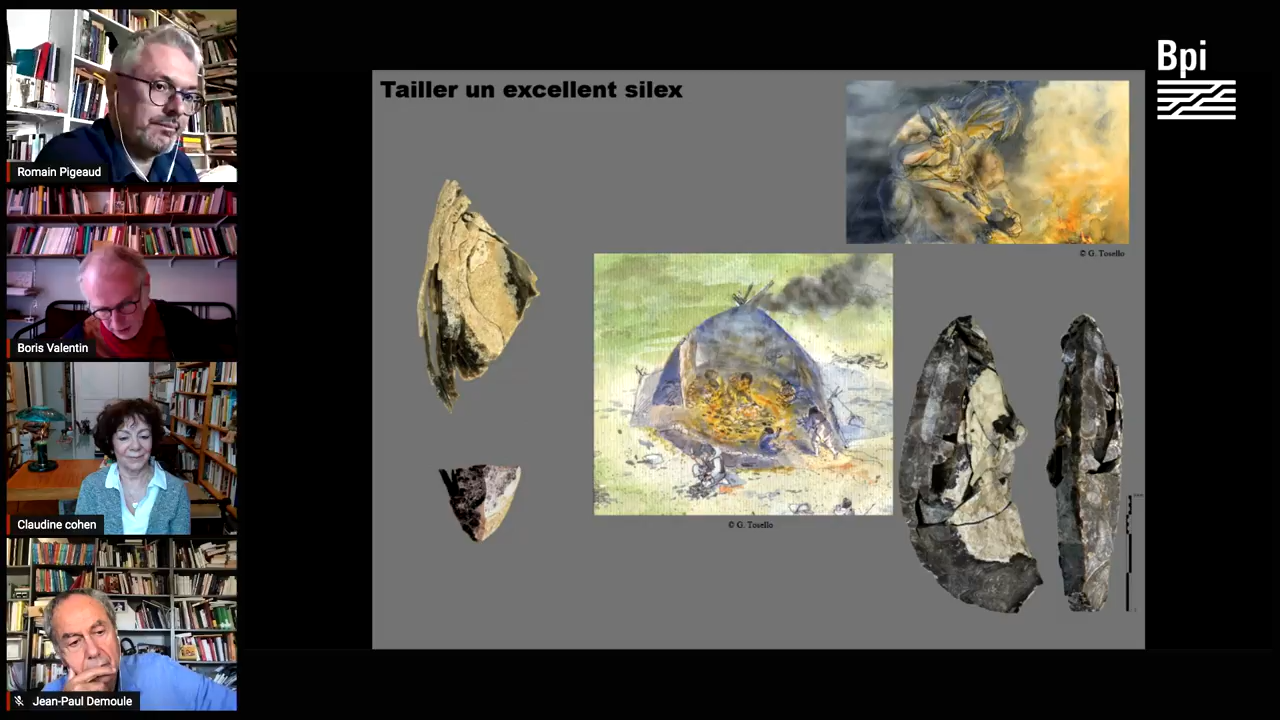 Romain Pigeaud
Boris Valentin
Claudine cohen
Jean-Paul Demoule
Tailler un excellent silex
© G. Tosello
© G. Tosello
Bpi